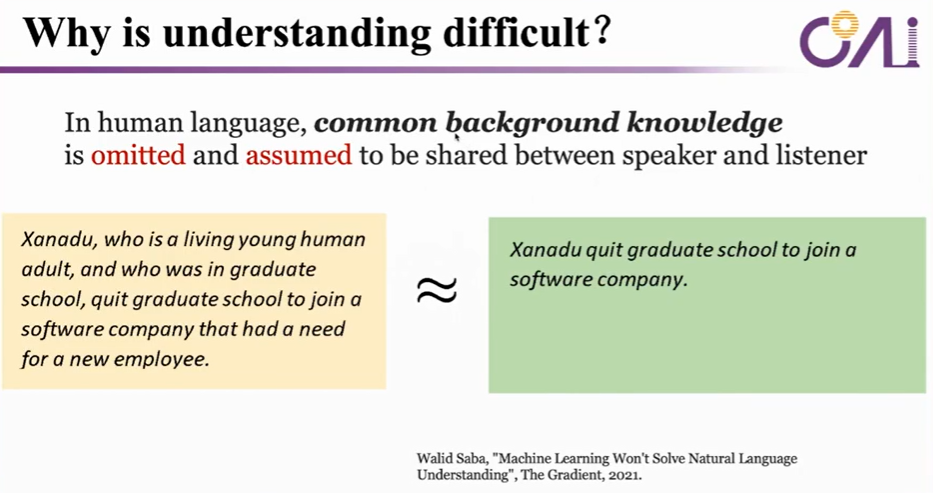 Why is understanding difficult?
COAi
In human language, common background knowledge
is omitted and assumed to be shared between speaker and listener
Xanadu, who is a living young human
adult, and who was in graduate
school, quit graduate school to join a
software company that had a need
for a new employee.
≈
Xanadu quit graduate school to join a
software company.
Walid Saba, "Machine Learning Won't Solve Natural Language
Understanding", The Gradient, 2021.